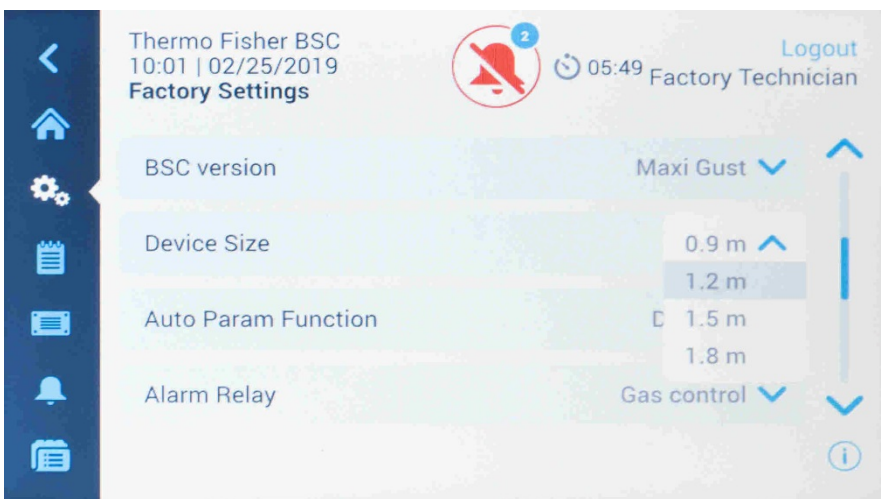 Thermo Fisher BSC
10:01 | 02/25/2019
Factory Settings
2
05:49
Logout
Factory Technician
BSC version
Maxi Gust
Device Size
0.9 m
1.2 m
Auto Param Function
D
1.5 m
1.8 m
Alarm Relay
Gas control
i